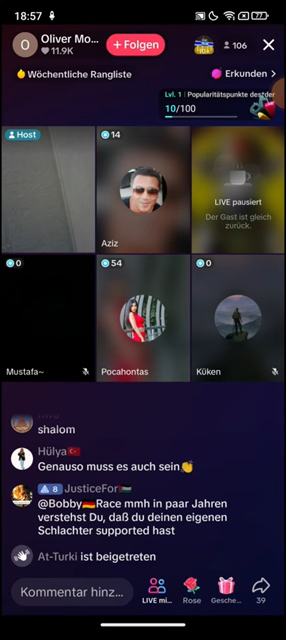 18:57
77
O
Oliver Mo...
11.9K
+ Folgen
106
Wöchentliche Rangliste
Erkunden >
Lvl. 1 | Popularitätspunkte des
10/100
Host
14
LIVE pausiert
Der Gast ist gleich
zurück.
Aziz
0
54
0
Mustafa~
Pocahontas
Küken
shalom
Hülya🇹🇷
Genauso muss es auch sein👏
8 JusticeFor🇵🇸
@Bobby🇩🇪Race mmh in paar Jahren
verstehst Du, daß du deinen eigenen
Schlachter supported hast
At-Turki ist beigetreten
Kommentar hinz...
LIVE mi...
Rose
Gesche...
39